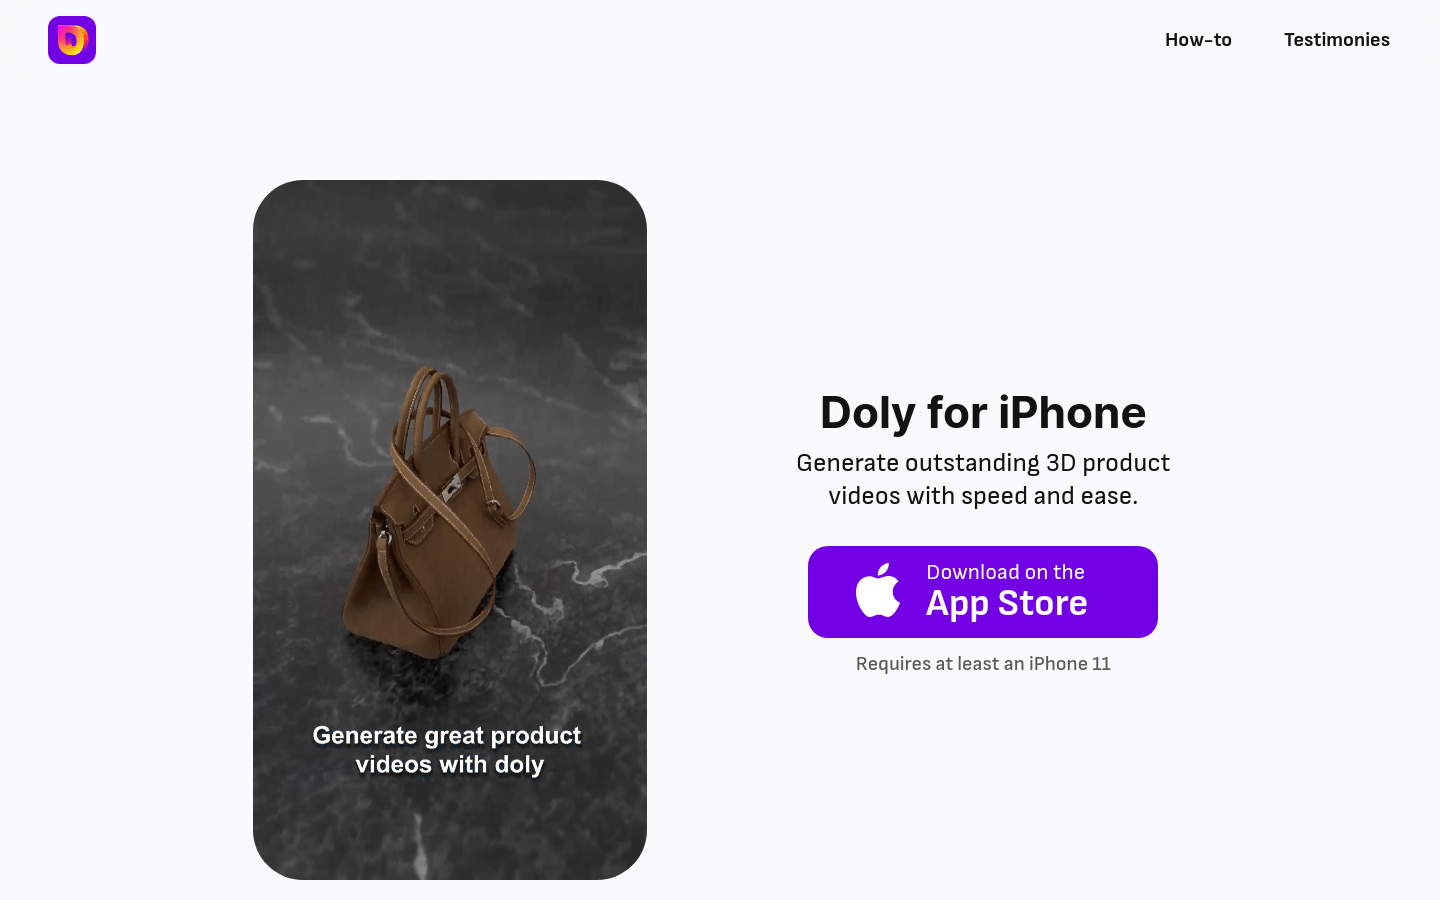 How-to
Testimonies
Doly for iPhone
Generate outstanding 3D product
videos with speed and ease.
Download on the
App Store
Requires at least an iPhone 11
Generate great product
videos with doly